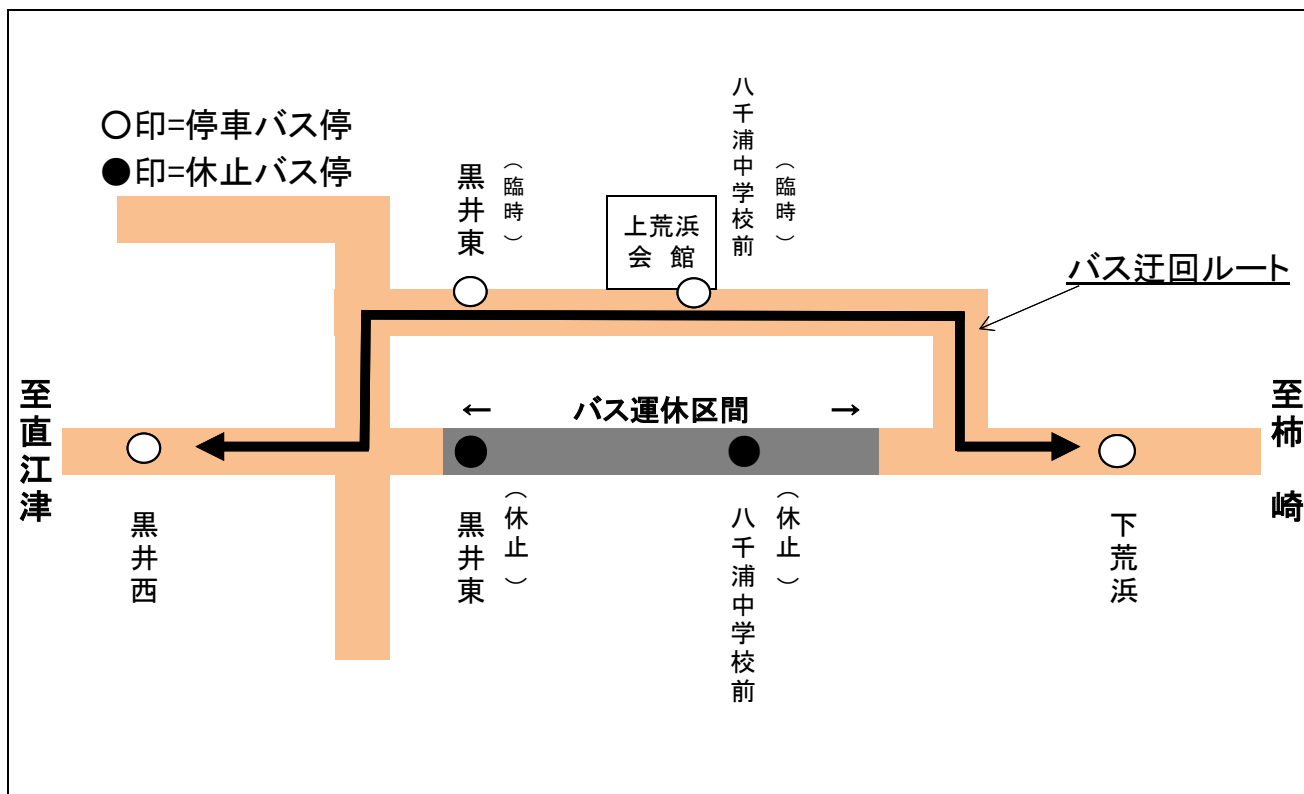 ○印=停車バス停
●印=休止バス停
黒井東
（臨時）
上荒浜
会 館
八千浦中学校前
（臨時）
バス迂回ルート
至直江津
← バス運休区間 →
至柿 崎
黒井西
黒井東
（休止）
八千浦中学校前
（休止）
下荒浜